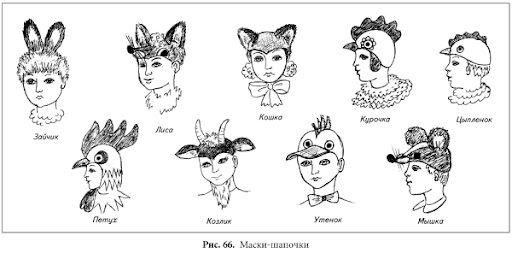 Зайчик
Лиса
Кошка
Курочка
Цыпленок
Петух
Козлик
Утенок
Мышка
Рис. 66. Маски-шапочки